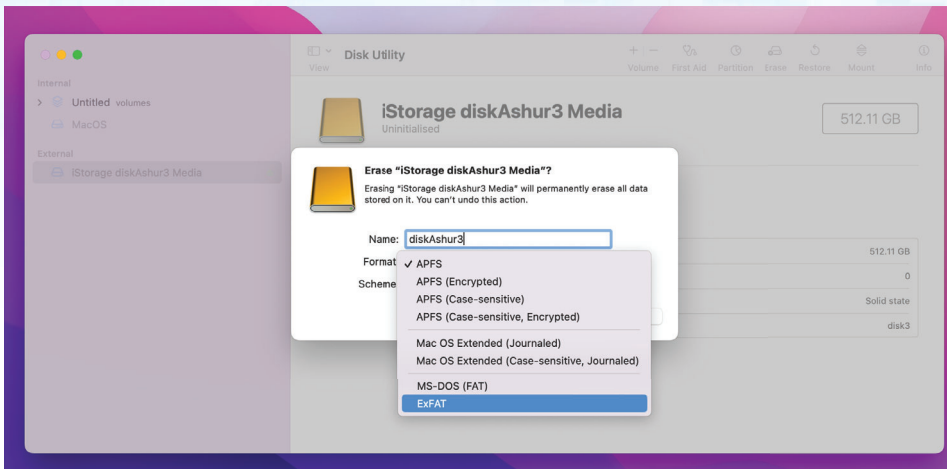 Disk Utility
View
Volume First Aid Partition Erase Restore Mount Info
Internal
Untitled volumes
MacOS
External
iStorage diskAshur3 Media
iStorage diskAshur3 Media
Uninitialised
512.11 GB
Erase "iStorage diskAshur3 Media"?
Erasing "iStorage diskAshur3 Media" will permanently erase all data
stored on it. You can't undo this action.
Name: diskAshur3
Format
Scheme
✓ APFS
APFS (Encrypted)
APFS (Case-sensitive)
APFS (Case-sensitive, Encrypted)
Mac OS Extended (Journaled)
Mac OS Extended (Case-sensitive, Journaled)
MS-DOS (FAT)
ExFAT
512.11 GB
0
Solid state
disk3